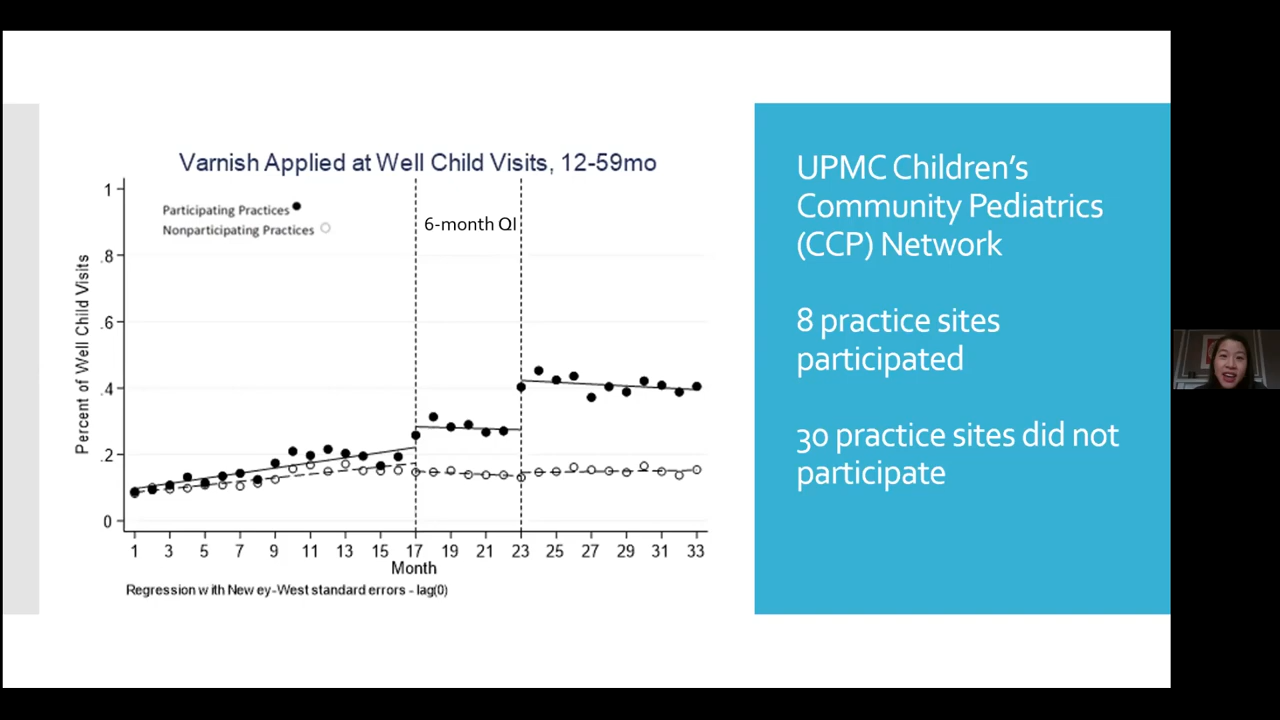 Varnish Applied at Well Child Visits, 12-59mo
Participating Practices
Nonparticipating Practices
6-month QI
Percent of Well Child Visits
1
.8
.6
.4
.2
0
1 3 5 7 9 11 13 15 17 19 21 23 25 27 29 31 33
Month
Regression with Newey-West standard errors - lag(0)
UPMC Children's
Community Pediatrics
(CCP) Network
8 practice sites
participated
30 practice sites did not
participate